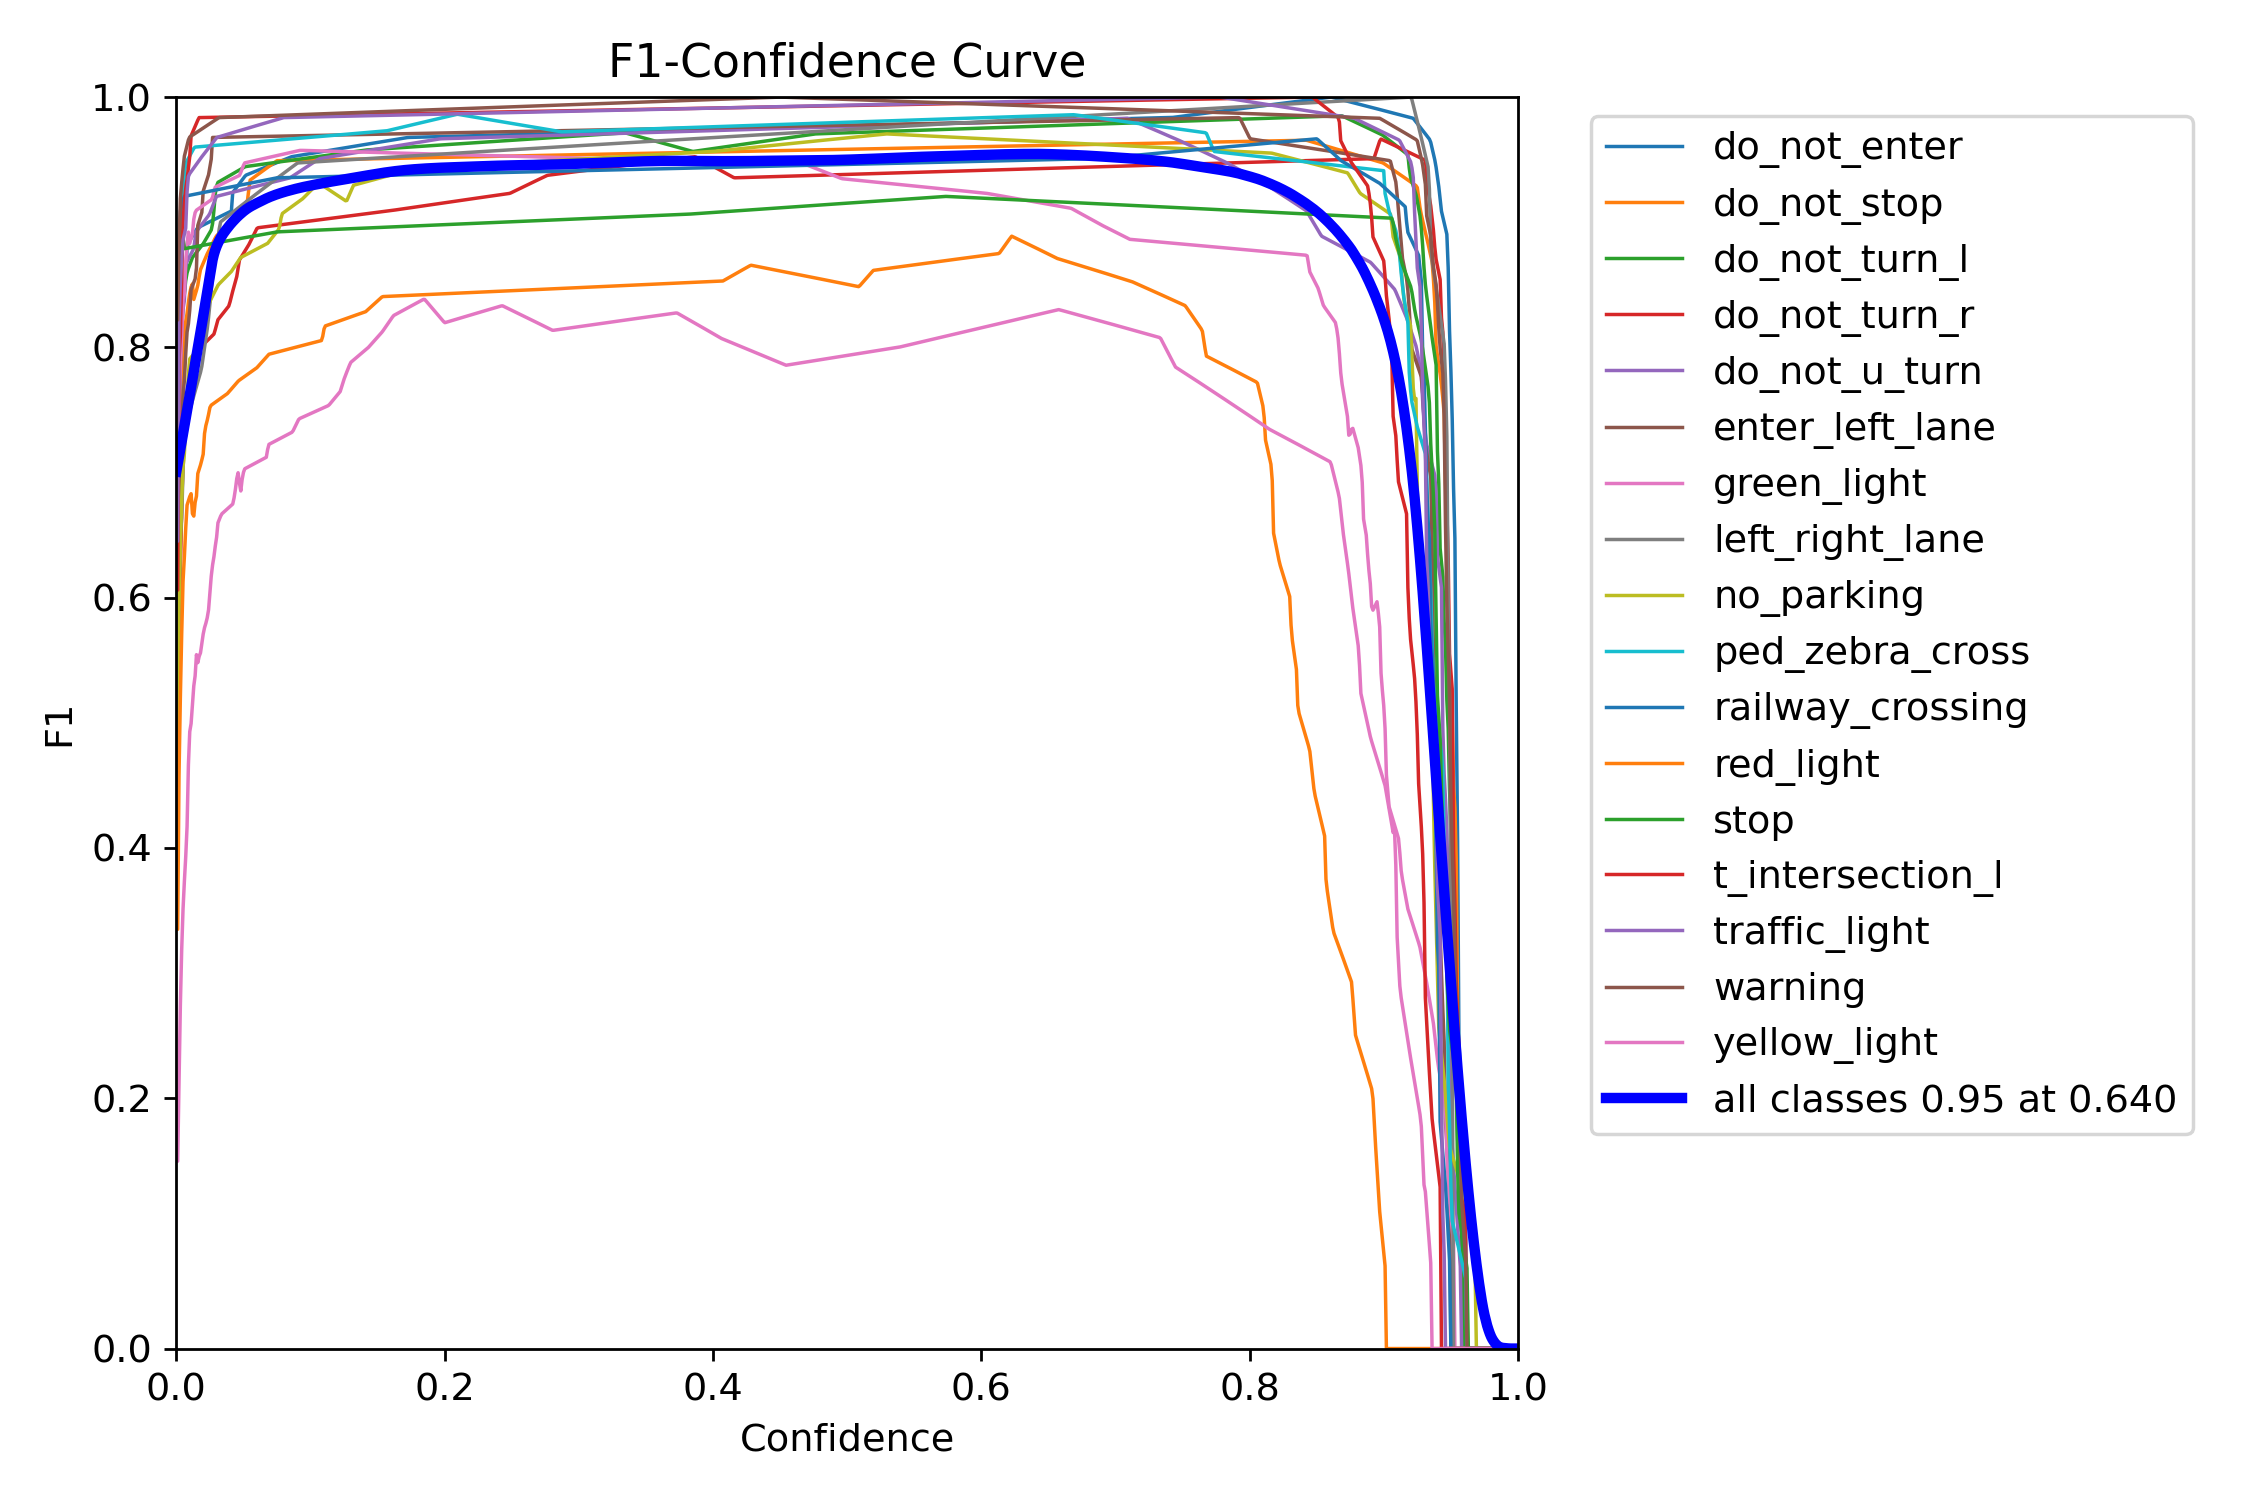 F1-Confidence Curve
1.0
0.8
0.6
0.4
0.2
0.0
F1
0.0 0.2 0.4 0.6 0.8 1.0
Confidence
do_not_enter
do_not_stop
do_not_turn_l
do_not_turn_r
do_not_u_turn
enter_left_lane
green_light
left_right_lane
no_parking
ped_zebra_cross
railway_crossing
red_light
stop
t_intersection_l
traffic_light
warning
yellow_light
all classes 0.95 at 0.640